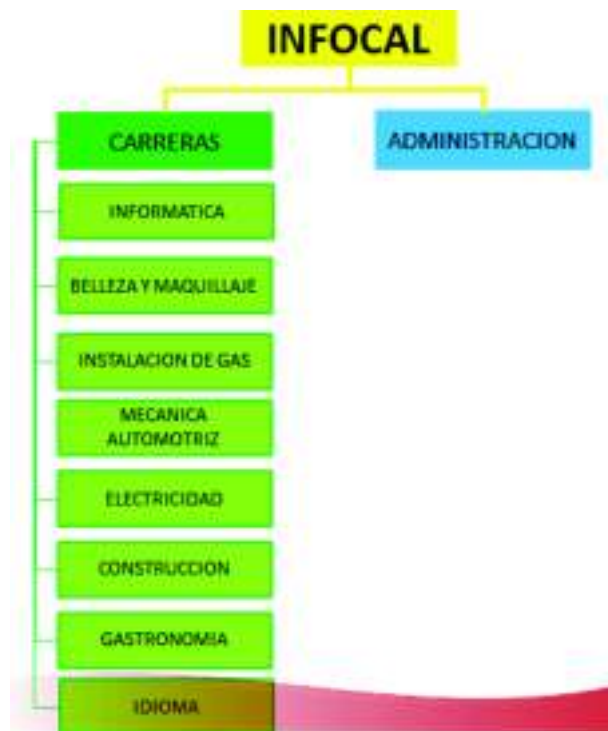 INFOCAL
CARRERAS
ADMINISTRACION
INFORMATICA
BELLEZA Y MAQUILLAJE
INSTALACION DE GAS
MECANICA
AUTOMOTRIZ
ELECTRICIDAD
CONSTRUCCION
GASTRONOMIA
IDIOMA